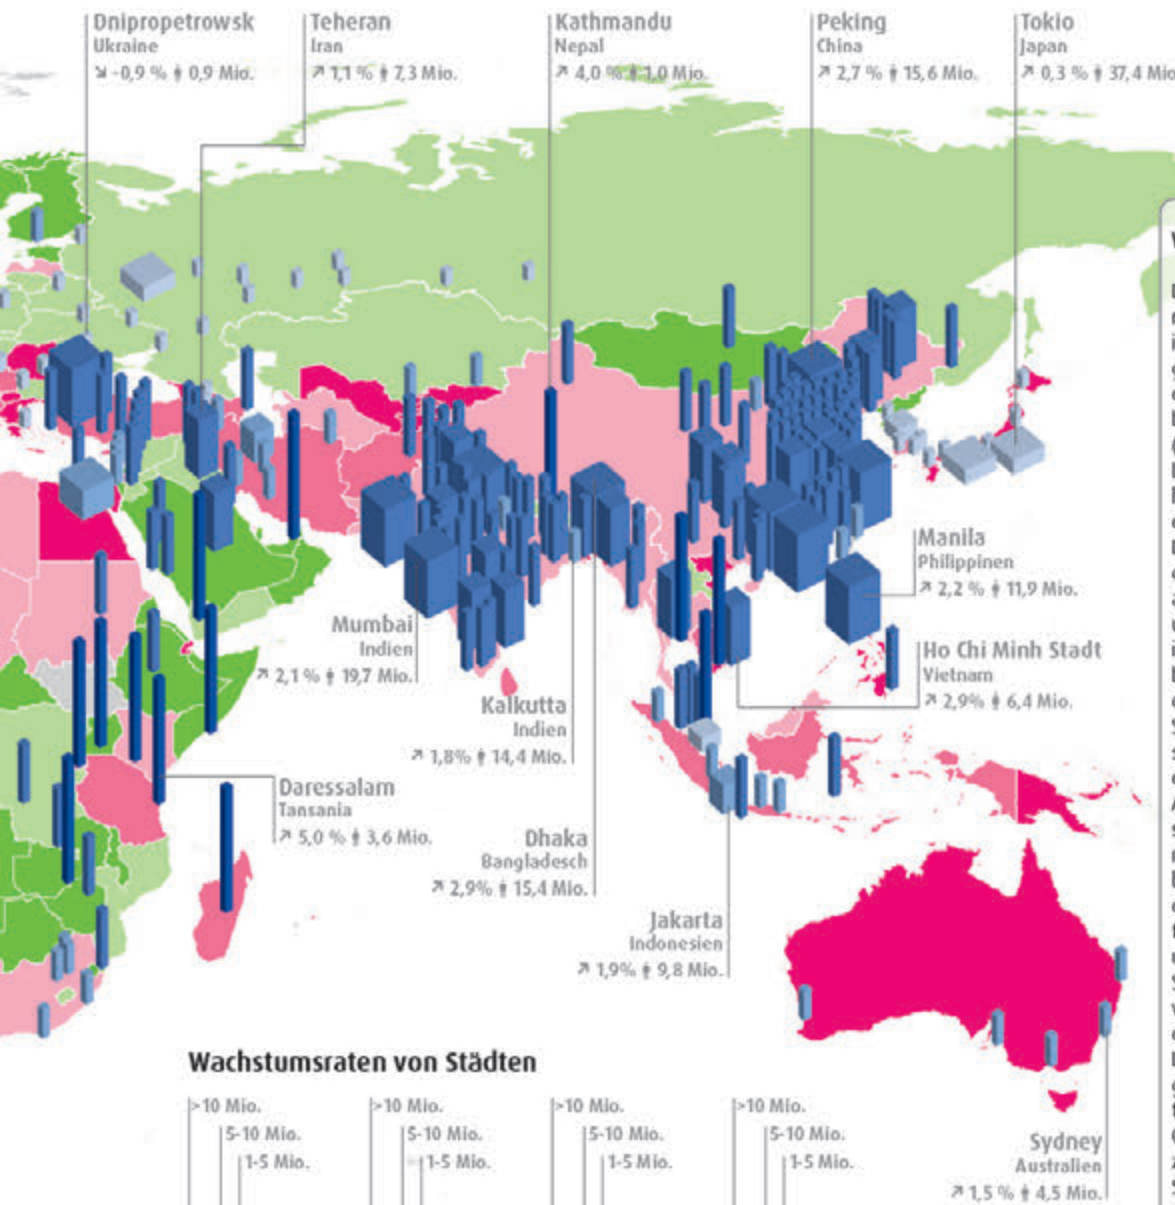 Dnipropetrowsk
Ukraine
↘ -0,9 % 0,9 Mio.
Teheran
Iran
↗ 1,1 % 7,3 Mio.
Kathmandu
Nepal
↗ 4,0 % 1,0 Mio.
Peking
China
↗ 2,7 % 15,6 Mio.
Tokio
Japan
↗ 0,3 % 37,4 Mio
Manila
Philippinen
↗ 2,2 % 11,9 Mio.
Mumbai
Indien
↗ 2,1 % 19,7 Mio.
Ho Chi Minh Stadt
Vietnam
↗ 2,9% 6,4 Mio.
Kalkutta
Indien
↗ 1,8% 14,4 Mio.
Daressalam
Tansania
↗ 5,0 % 3,6 Mio.
Dhaka
Bangladesch
↗ 2,9% 15,4 Mio.
Jakarta
Indonesien
↗ 1,9% 9,8 Mio.
Wachstumsraten von Städten
>10 Mio.
5-10 Mio.
1-5 Mio.
>10 Mio.
5-10 Mio.
1-5 Mio.
>10 Mio.
5-10 Mio.
1-5 Mio.
>10 Mio.
5-10 Mio.
1-5 Mio.
Sydney
Australien
↗ 1,5 % 4,5 Mio.